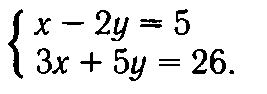 x − 2y = 5
3x + 5y = 26.